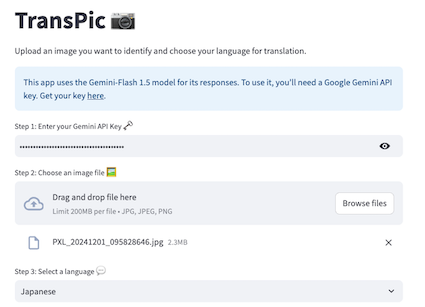 TransPic 📷
Upload an image you want to identify and choose your language for translation.
This app uses the Gemini-Flash 1.5 model for its responses. To use it, you'll need a Google Gemini API
key. Get your key here.
Step 1: Enter your Gemini API Key 🗝️
••••••••••••••••••••••••••••••••••••••
Step 2: Choose an image file 🖼️
Drag and drop file here
Limit 200MB per file • JPG, JPEG, PNG
Browse files
PXL_20241201_095828646.jpg 2.3MB
Step 3: Select a language 💬
Japanese